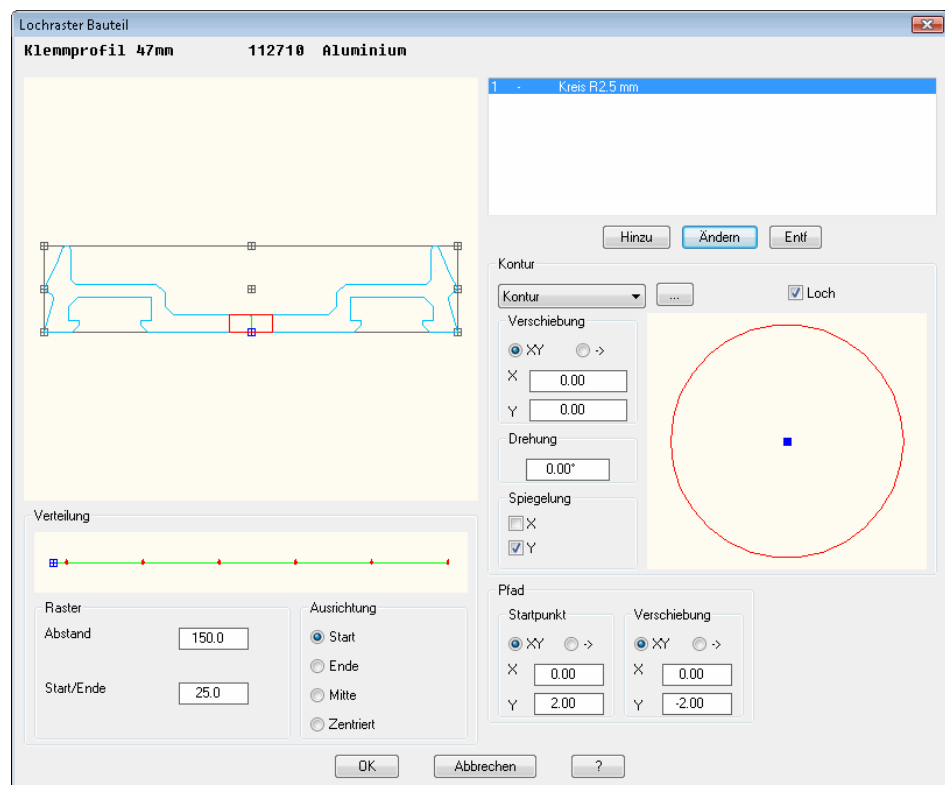 Lochraster Bauteil
Klemmprofil 47mm 112710 Aluminium
1 - Kreis R2.5 mm
Hinzu Ändern Entf
Kontur
Kontur ... Loch
Verschiebung
XY ->
X 0.00
Y 0.00
Drehung
0.00°
Spiegelung
X
Y
Verteilung
Raster
Abstand 150.0
Start/Ende 25.0
Ausrichtung
Start
Ende
Mitte
Zentriert
Pfad
Startpunkt Verschiebung
XY -> XY ->
X 0.00 X 0.00
Y 2.00 Y -2.00
OK Abbrechen ?